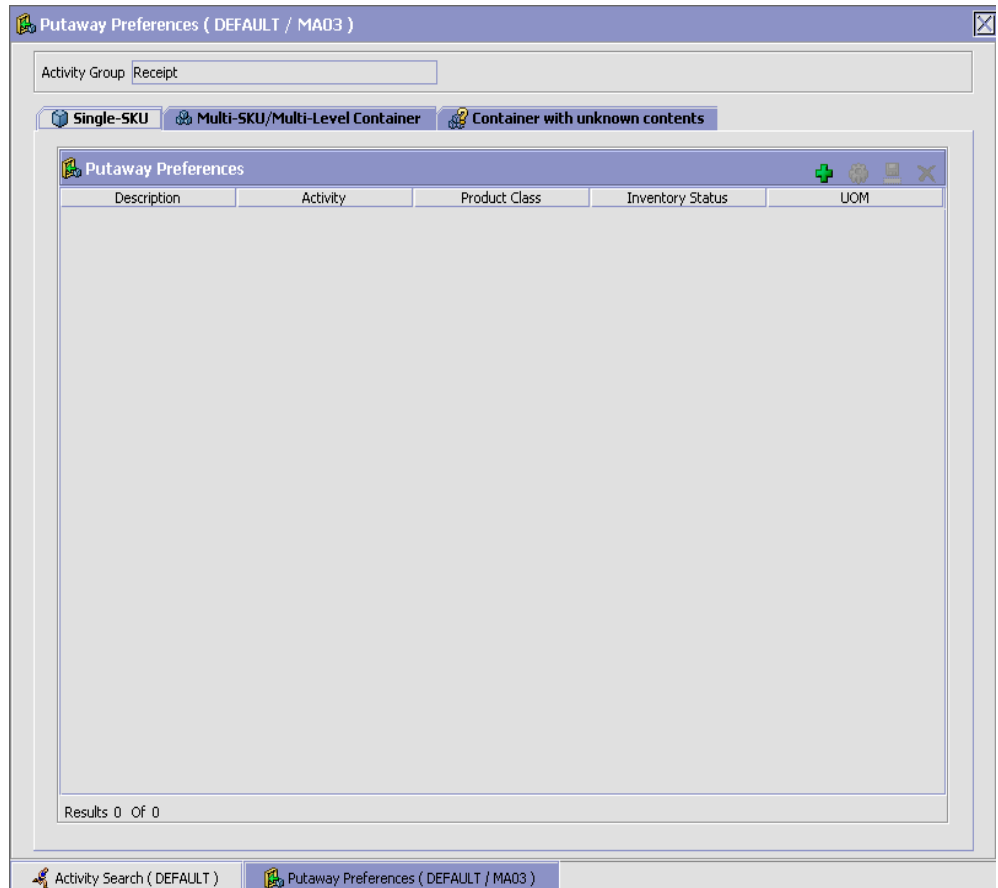 Putaway Preferences ( DEFAULT / MA03 )
Activity Group Receipt
Single-SKU Multi-SKU/Multi-Level Container Container with unknown contents
Putaway Preferences
Description Activity Product Class Inventory Status UOM
Results 0 Of 0
Activity Search ( DEFAULT ) Putaway Preferences ( DEFAULT / MA03 )